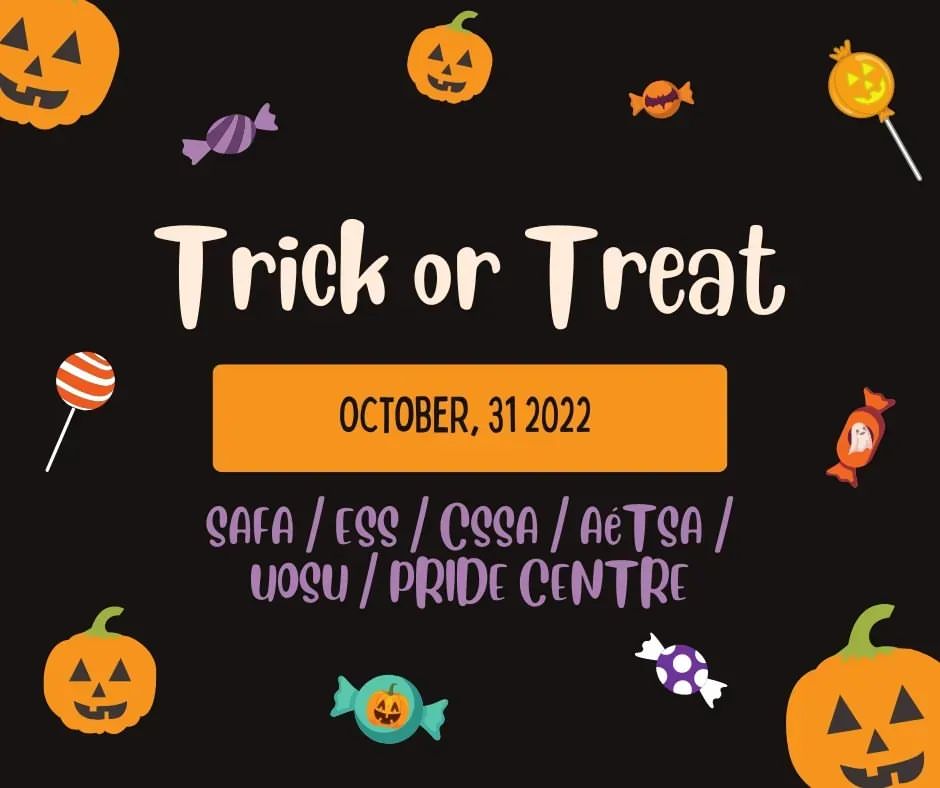 Trick or Treat
OCTOBER, 31 2022
SAFA / ESS / CSSA / AéTSA /
UOSU / PRIDE CENTRE